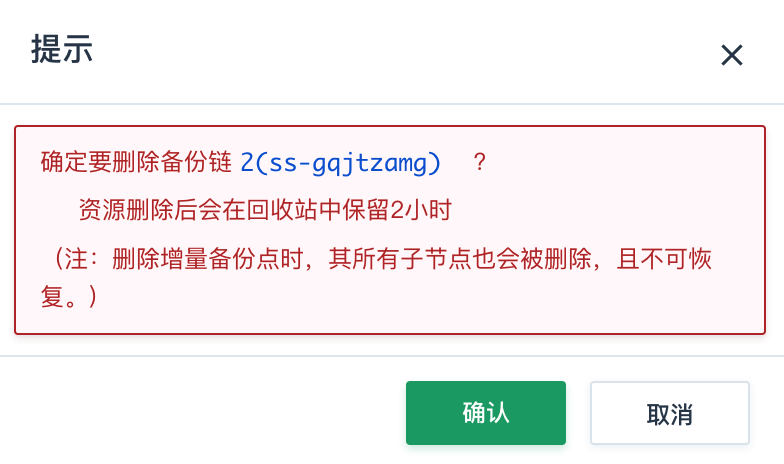 提示
确定要删除备份链 2(ss-gqjtzamg) ?
资源删除后会在回收站中保留2小时
（注：删除增量备份点时，其所有子节点也会被删除，且不可恢
复。）
确认
取消